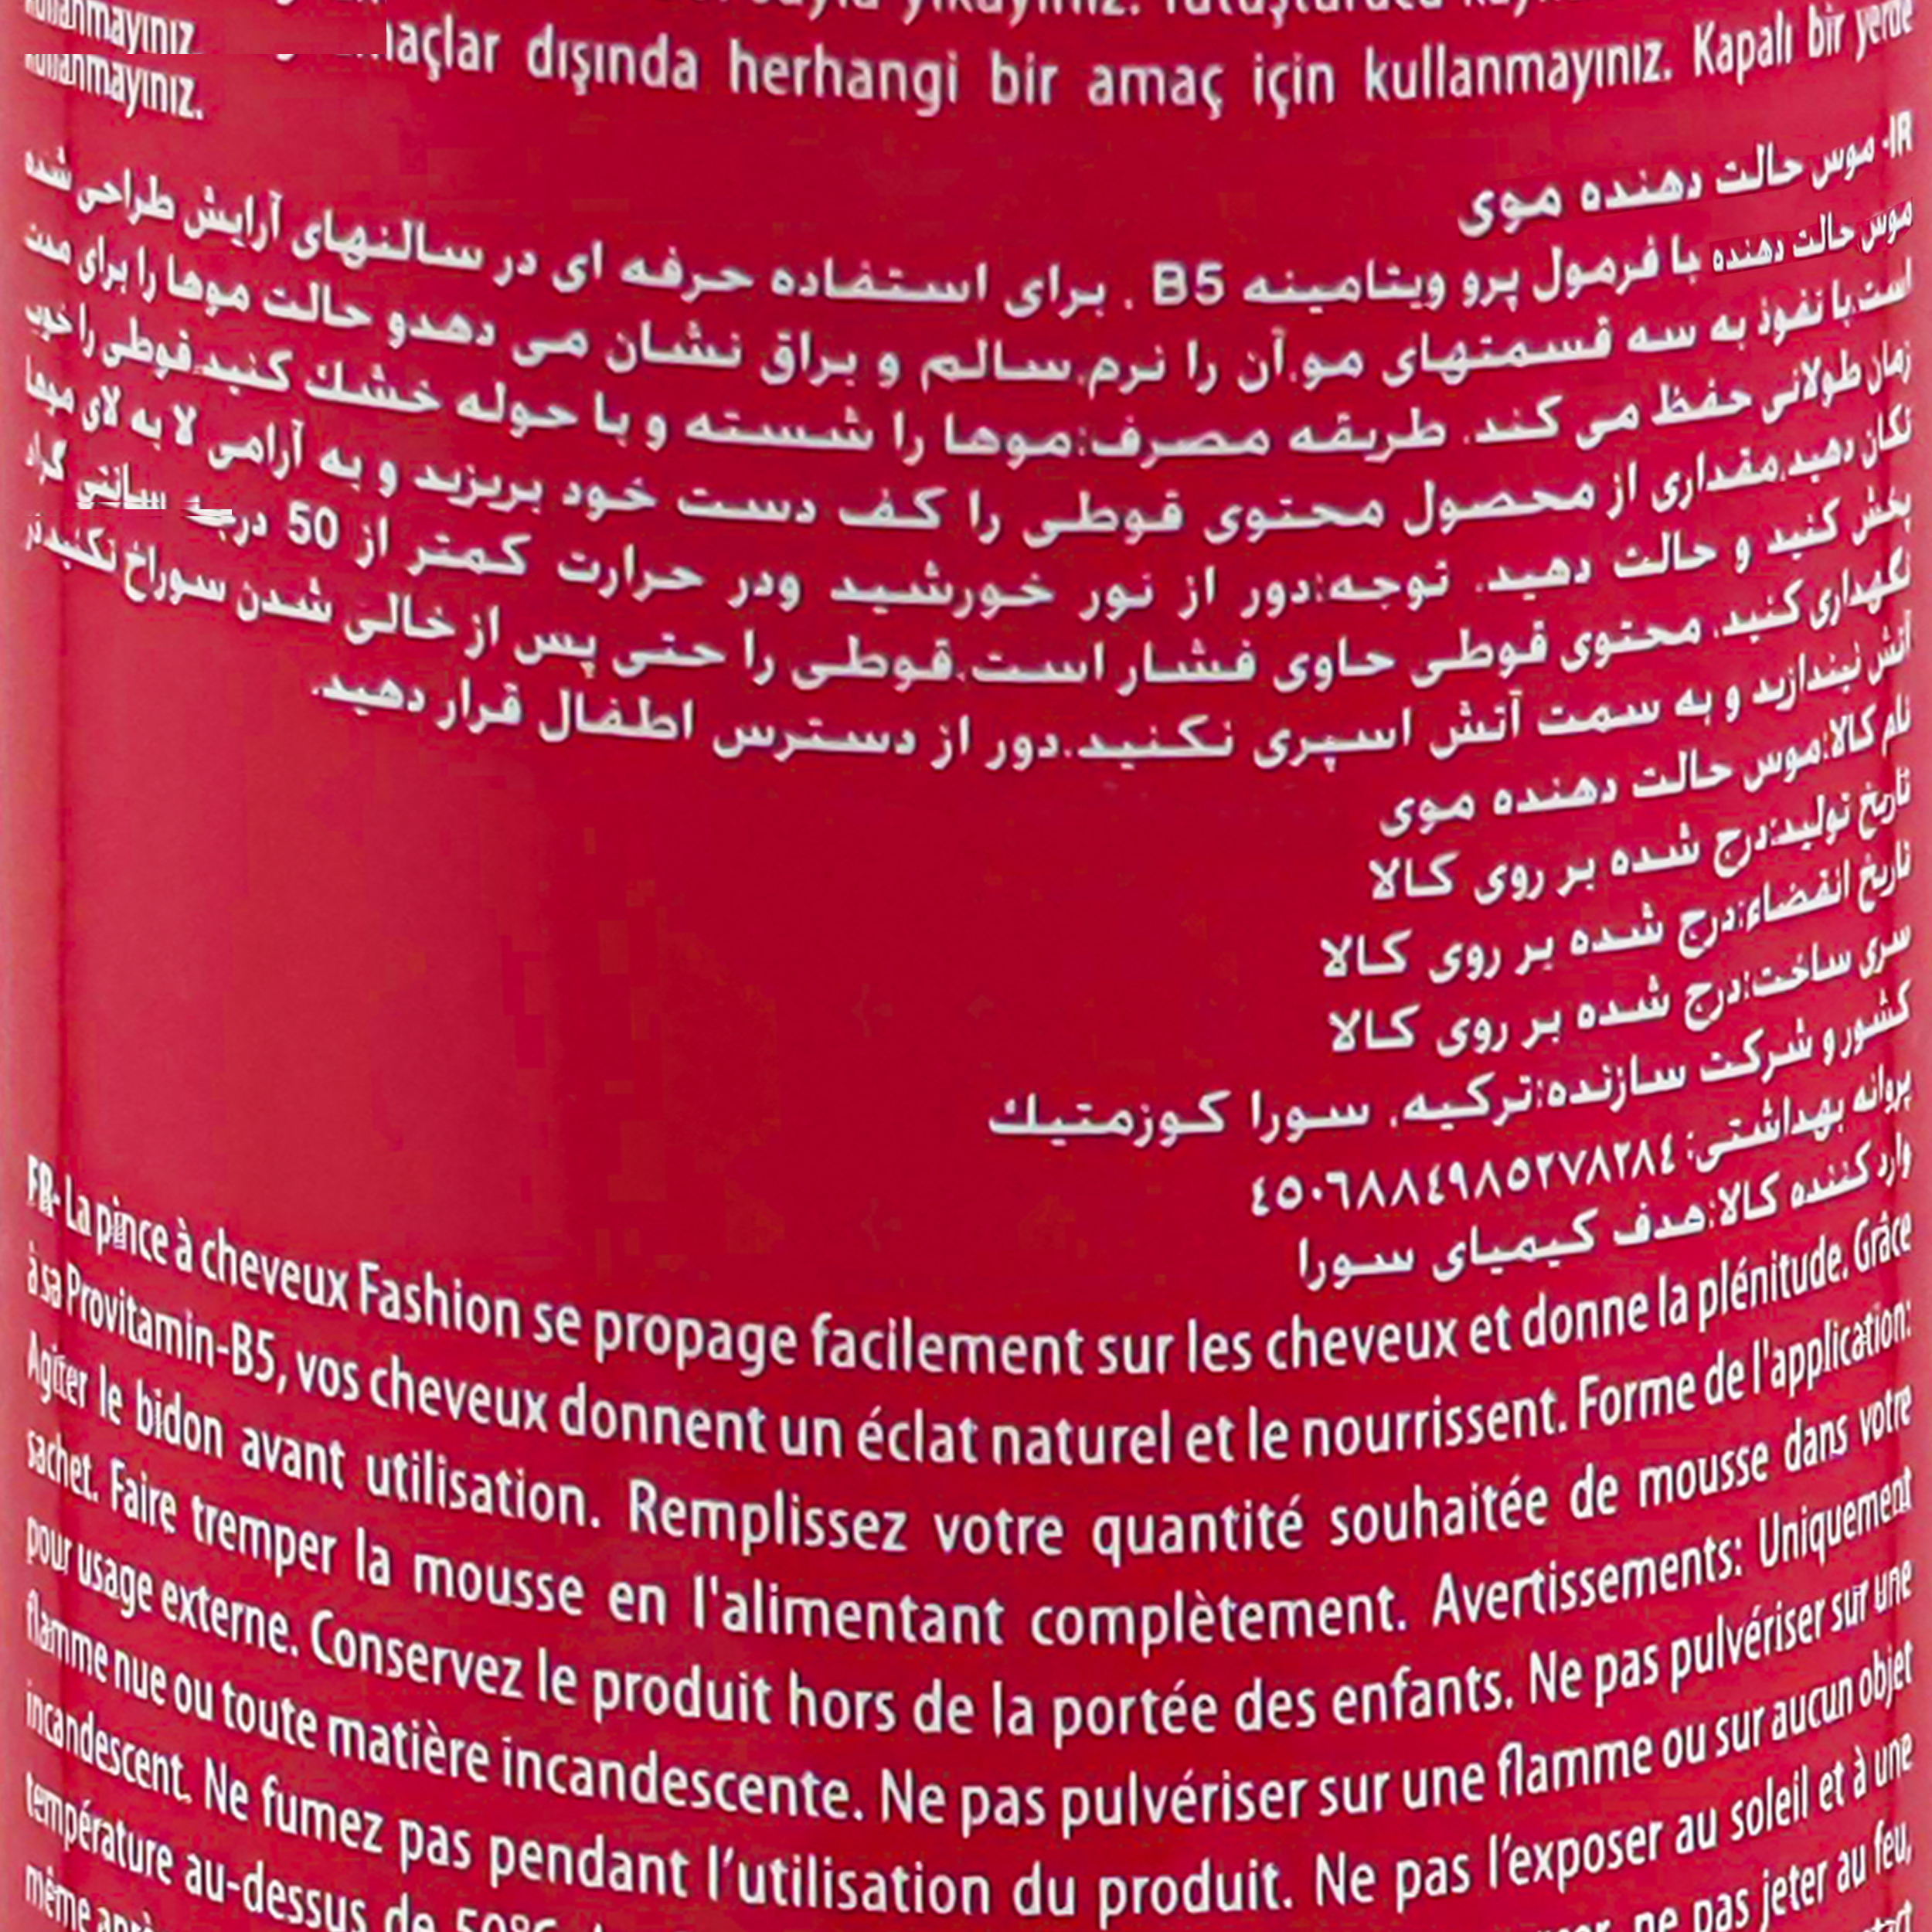 açlar dışında herhangi bir amaç için kullanmayınız. Kapalı bir yerde
kullanmayınız.
IR- موس حالت دهنده موی
موس حالت دهنده با فرمول پرو ویتامینه B5 . برای استفاده حرفه ای در سالنهای آرایش طراحی شده
است.با نفوذ به سه قسمتهای مو.آن را نرم.سالم و براق نشان می دهدو حالت موها را برای مدت
زمان طولانی حفظ می کند. طریقه مصرف:موها را شسته و با حوله خشك کنید.قوطی را خوب
تکان دهید.مقداری از محصول محتوی قوطی را کف دست خود بریزید و به آرامی لا به لای موها
پخش کنید و حالت دهید. توجه:دور از نور خورشید ودر حرارت کمتر از 50 درجه سانتی گراد
نگهداری کنید. محتوی قوطی حاوی فشار است.قوطی را حتی پس از خالی شدن سوراخ نکنید.در
آتش نیندازید و به سمت آتش اسپری نکنید.دور از دسترس اطفال قرار دهید.
نام کالا:موس حالت دهنده موی
تاریخ تولید:درج شده بر روی کالا
تاریخ انقضاء:درج شده بر روی کالا
سری ساخت:درج شده بر روی کالا
کشور و شرکت سازنده:ترکیه. سورا کوزمتیك
پروانه بهداشتی: ٤٥٠٦٨٨٤٩٨٥٢٧٨٢٨٤
وارد کننده کالا:هدف کیمیای سورا
FR- La pince à cheveux Fashion se propage facilement sur les cheveux et donne la plénitude. Grâce
à sa Provitamin-B5, vos cheveux donnent un éclat naturel et le nourrissent. Forme de l'application:
Agiter le bidon avant utilisation. Remplissez votre quantité souhaitée de mousse dans votre
sachet. Faire tremper la mousse en l'alimentant complètement. Avertissements: Uniquement
pour usage externe. Conservez le produit hors de la portée des enfants. Ne pas pulvériser sur une
flamme nue ou toute matière incandescente. Ne pas pulvériser sur une flamme ou sur aucun objet
incandescent. Ne fumez pas pendant l'utilisation du produit. Ne pas l'exposer au soleil et à une
température au-dessus de ne pas jeter au feu,
même